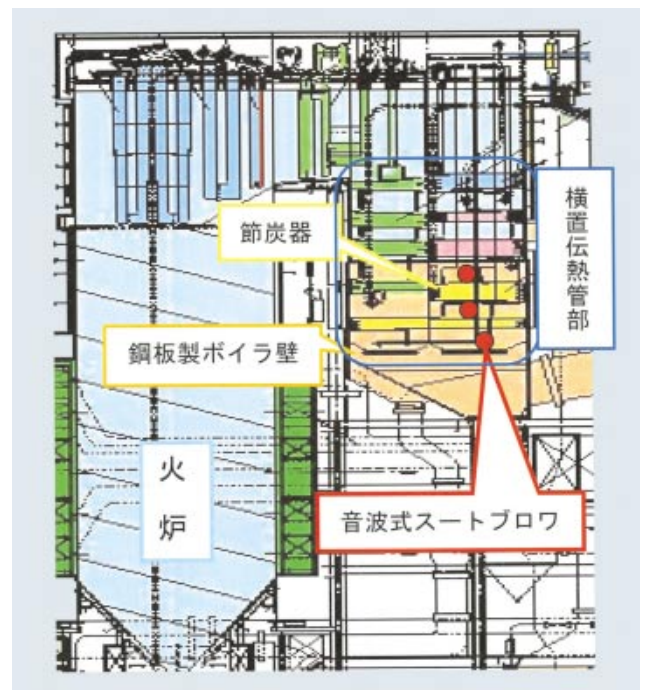 節炭器
横置伝熱管部
鋼板製ボイラ壁
火
炉
音波式スートブロワ